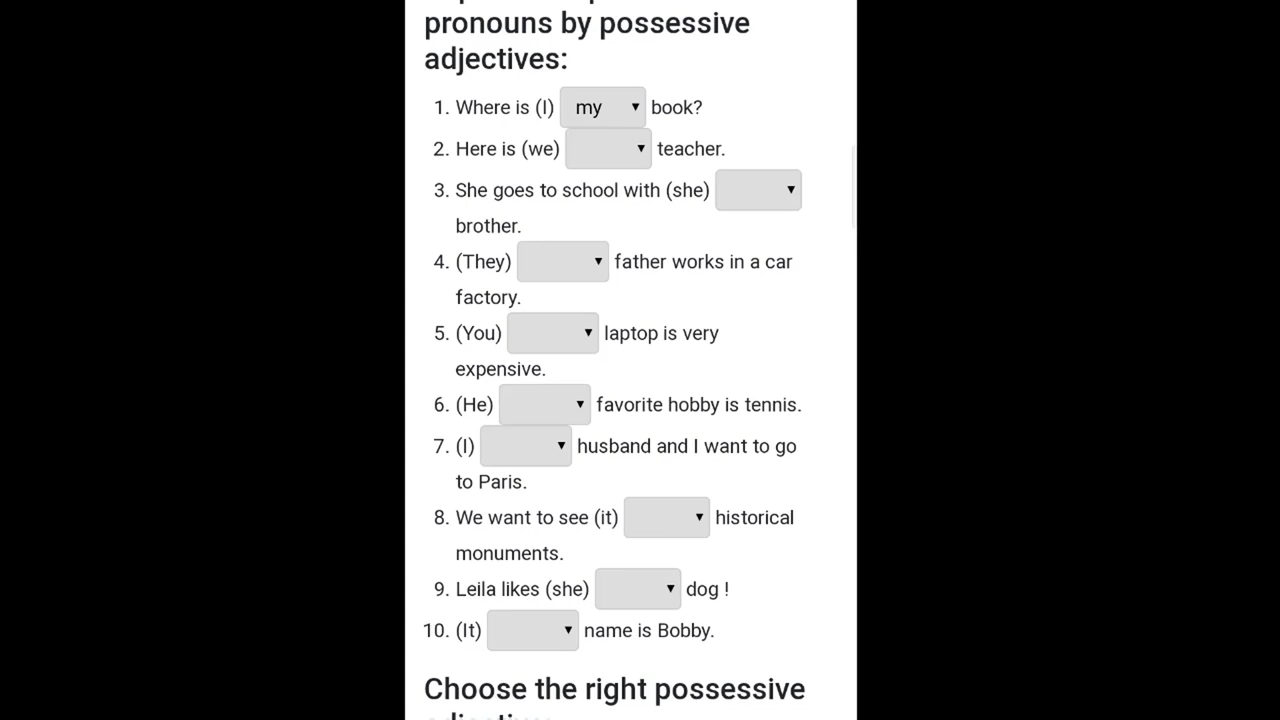 pronouns by possessive
adjectives:
1. Where is (I) my book?
2. Here is (we) teacher.
3. She goes to school with (she)
brother.
4. (They) father works in a car
factory.
5. (You) laptop is very
expensive.
6. (He) favorite hobby is tennis.
7. (I) husband and I want to go
to Paris.
8. We want to see (it) historical
monuments.
9. Leila likes (she) dog !
10. (It) name is Bobby.
Choose the right possessive